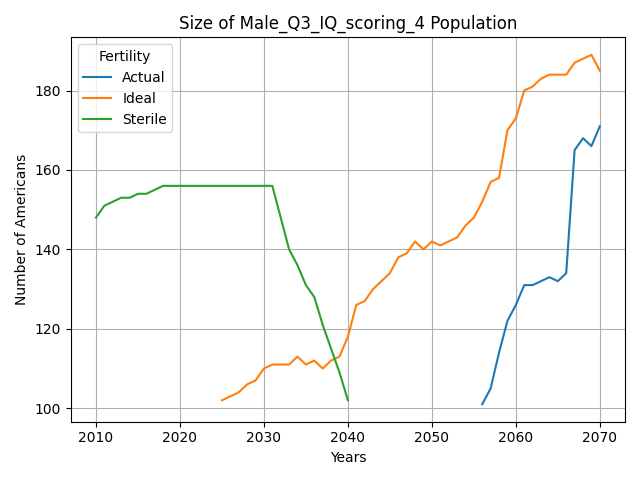 Size of Male_Q3_IQ_scoring_4 Population
Fertility
Actual
Ideal
Sterile
Number of Americans
180
160
140
120
100
2010 2020 2030 2040 2050 2060 2070
Years